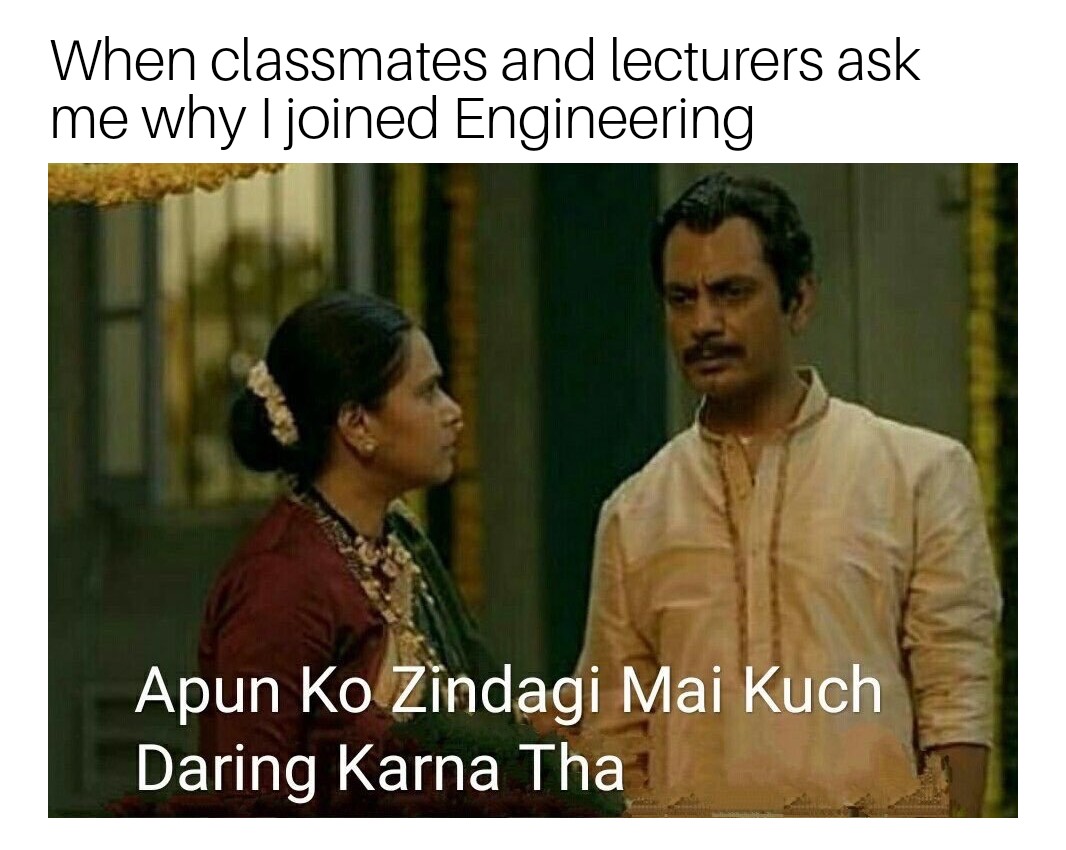 When classmates and lecturers ask
me why I joined Engineering
Apun Ko Zindagi Mai Kuch
Daring Karna Tha